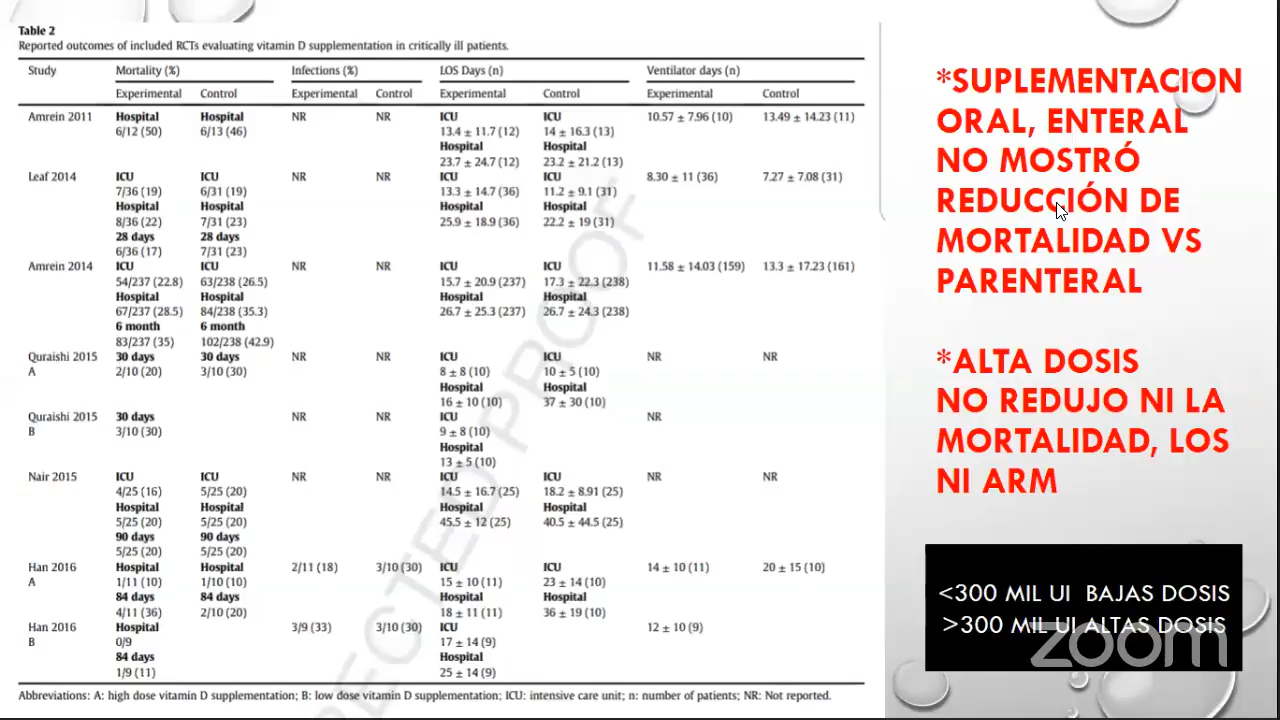 Table 2
Reported outcomes of included RCTs evaluating vitamin D supplementation in critically ill patients.
Study Mortality (%) Infections (%) LOS Days (n) Ventilator days (n)
Experimental Control Experimental Control Experimental Control Experimental Control
Amrein 2011 Hospital Hospital NR NR ICU ICU 10.57 ± 7.96 (10) 13.49 ± 14.23 (11)
6/12 (50) 6/13 (46) 13.4 ± 11.7 (12) 14 ± 16.3 (13)
Hospital Hospital
23.7 ± 24.7 (12) 23.2 ± 21.2 (13)
Leaf 2014 ICU ICU NR NR ICU ICU 8.30 ± 11 (36) 7.27 ± 7.08 (31)
7/36 (19) 6/31 (19) 13.3 ± 14.7 (36) 11.2 ± 9.1 (31)
Hospital Hospital Hospital Hospital
8/36 (22) 7/31 (23) 25.9 ± 18.9 (36) 22.2 ± 19 (31)
28 days 28 days
6/36 (17) 7/31 (23)
Amrein 2014 ICU ICU NR NR ICU ICU 11.58 ± 14.03 (159) 13.3 ± 17.23 (161)
54/237 (22.8) 63/238 (26.5) 15.7 ± 20.9 (237) 17.3 ± 22.3 (238)
Hospital Hospital Hospital Hospital
67/237 (28.5) 84/238 (35.3) 26.7 ± 25.3 (237) 26.7 ± 24.3 (238)
6 month 6 month
83/237 (35) 102/238 (42.9)
Quraishi 2015 30 days 30 days NR NR ICU ICU NR NR
A 2/10 (20) 3/10 (30) 8 ± 8 (10) 10 ± 5 (10)
Hospital Hospital
16 ± 10 (10) 37 ± 30 (10)
Quraishi 2015 30 days NR NR ICU NR
B 3/10 (30) 9 ± 8 (10)
Hospital
13 ± 5 (10)
Nair 2015 ICU ICU NR NR ICU ICU NR NR
4/25 (16) 5/25 (20) 14.5 ± 16.7 (25) 18.2 ± 8.91 (25)
Hospital Hospital Hospital Hospital
5/25 (20) 5/25 (20) 45.5 ± 12 (25) 40.5 ± 44.5 (25)
90 days 90 days
5/25 (20) 5/25 (20)
Han 2016 Hospital Hospital 2/11 (18) 3/10 (30) ICU ICU 14 ± 10 (11) 20 ± 15 (10)
A 1/11 (10) 1/10 (10) 15 ± 10 (11) 23 ± 14 (10)
84 days 84 days Hospital Hospital
4/11 (36) 2/10 (20) 18 ± 11 (11) 36 ± 19 (10)
Han 2016 Hospital 3/9 (33) 3/10 (30) ICU 12 ± 10 (9)
B 0/9 17 ± 14 (9)
84 days Hospital
1/9 (11) 25 ± 14 (9)
Abbreviations: A: high dose vitamin D supplementation; B: low dose vitamin D supplementation; ICU: intensive care unit; n: number of patients; NR: Not reported.
RECTED PROOF
*SUPLEMENTACION
ORAL, ENTERAL
NO MOSTRÓ
REDUCCIÓN DE
MORTALIDAD VS
PARENTERAL
*ALTA DOSIS
NO REDUJO NI LA
MORTALIDAD, LOS
NI ARM
<300 MIL UI BAJAS DOSIS
>300 MIL UI ALTAS DOSIS
zoom